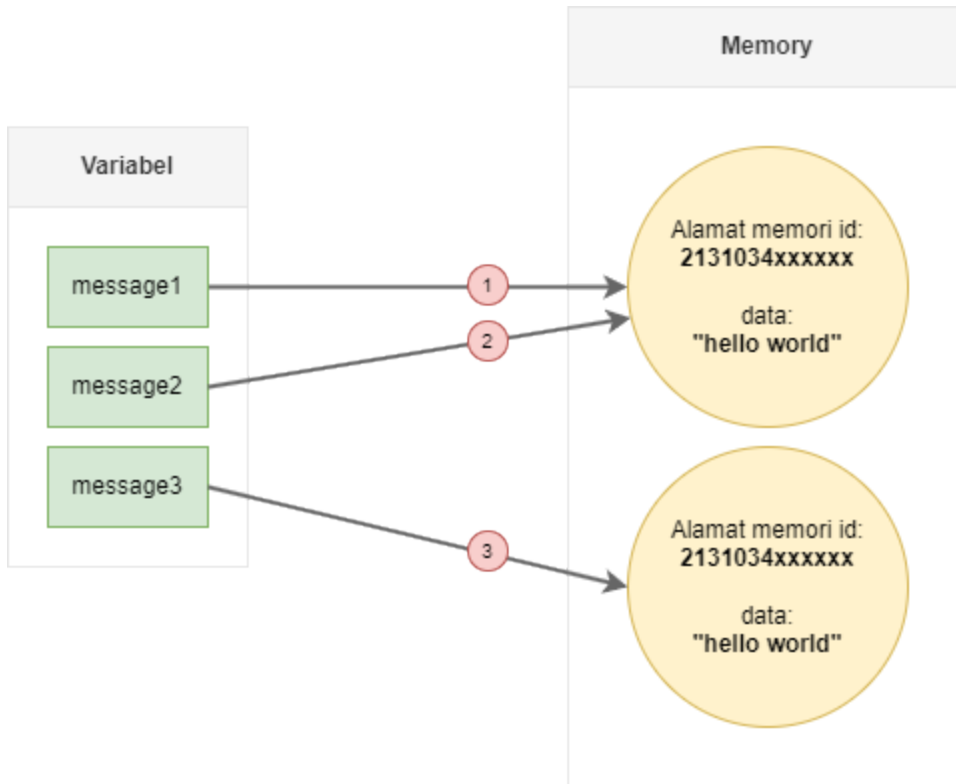 Memory
Variabel
message1
message2
message3
1
2
3
Alamat memori id:
2131034xxxxxx
data:
"hello world"
Alamat memori id:
2131034xxxxxx
data:
"hello world"